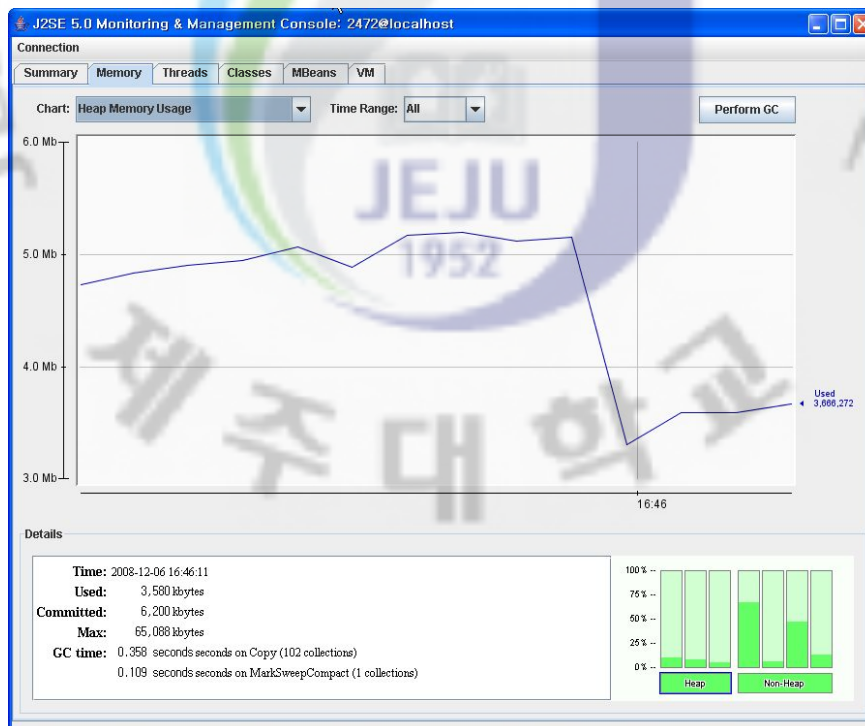 J2SE 5.0 Monitoring & Management Console: 2472@localhost
Connection
Summary Memory Threads Classes MBeans VM
Chart: Heap Memory Usage Time Range: All Perform GC
6.0 Mb
5.0 Mb
4.0 Mb
3.0 Mb
Used
3,666,272
16:46
JEJU
1952
제주대학교
Details
Time: 2008-12-06 16:46:11
Used: 3,580 kbytes
Committed: 6,200 kbytes
Max: 65,088 kbytes
GC time: 0.358 seconds seconds on Copy (102 collections)
0.109 seconds seconds on MarkSweepCompact (1 collections)
100% --
75% --
50% --
25% --
0% --
Heap Non-Heap